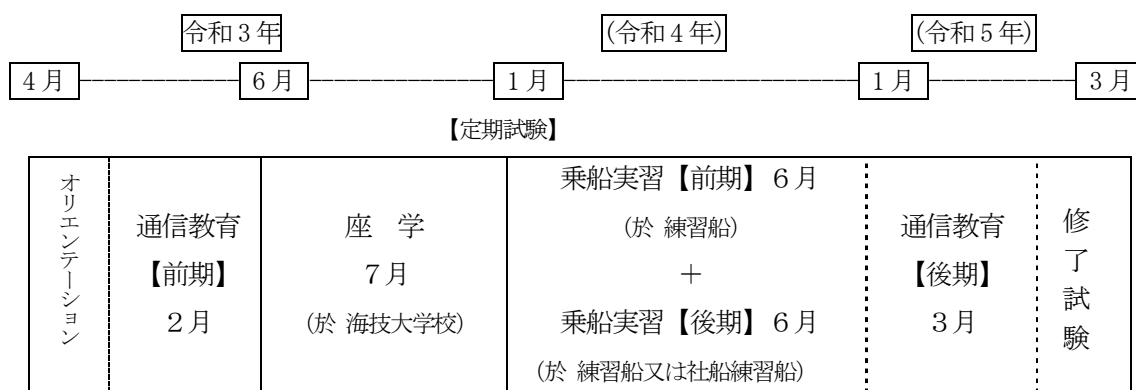 令和3年
(令和4年)
(令和5年)
4月
6月
1月
1月
3月
【定期試験】
オリエンテーション
通信教育
【前期】
2月
座　学
7月
(於 海技大学校)
乗船実習【前期】6月
(於 練習船)
＋
乗船実習【後期】6月
(於 練習船又は社船練習船)
通信教育
【後期】
3月
修了試験